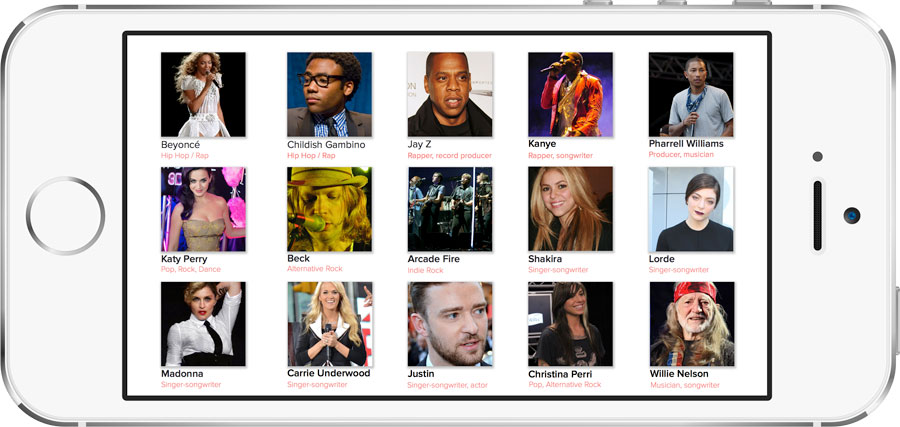 Beyoncé
Hip Hop / Rap
Childish Gambino
Hip Hop / Rap
Jay Z
Rapper, record producer
Kanye
Rapper, songwriter
Pharrell Williams
Producer, musician
Katy Perry
Pop, Rock, Dance
Beck
Alternative Rock
Arcade Fire
Indie Rock
Shakira
Singer-songwriter
Lorde
Singer-songwriter
Madonna
Singer-songwriter
Carrie Underwood
Singer-songwriter
Justin
Singer-songwriter, actor
Christina Perri
Pop, Alternative Rock
Willie Nelson
Musician, songwriter